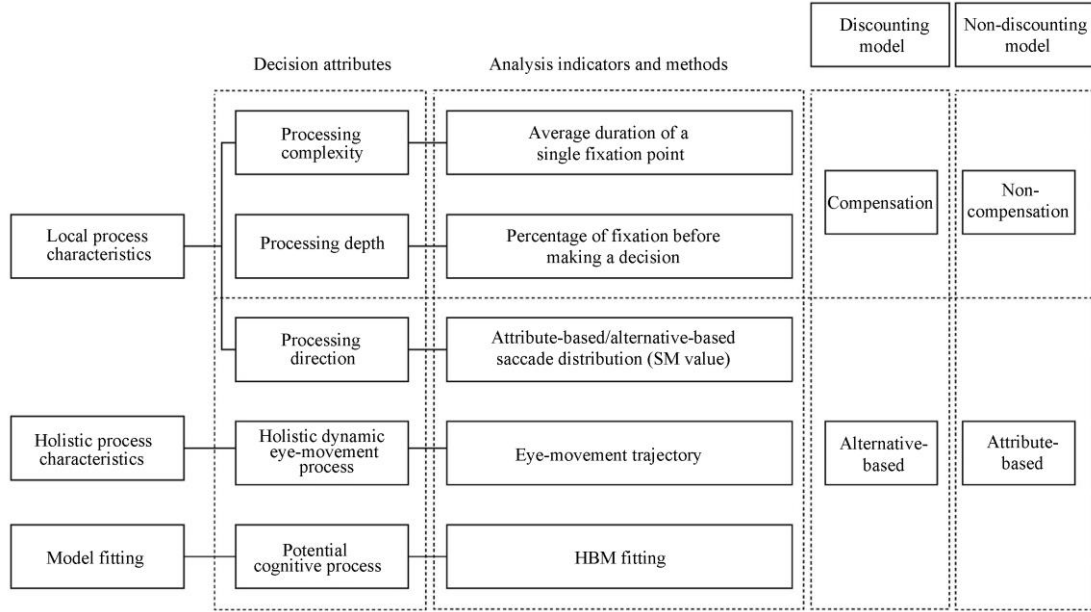 Discounting
model
Non-discounting
model
Decision attributes
Analysis indicators and methods
Processing
complexity
Average duration of a
single fixation point
Compensation
Non-
compensation
Local process
characteristics
Processing depth
Percentage of fixation before
making a decision
Processing
direction
Attribute-based/alternative-based
saccade distribution (SM value)
Holistic process
characteristics
Holistic dynamic
eye-movement
process
Eye-movement trajectory
Alternative-
based
Attribute-
based
Model fitting
Potential
cognitive process
HBM fitting